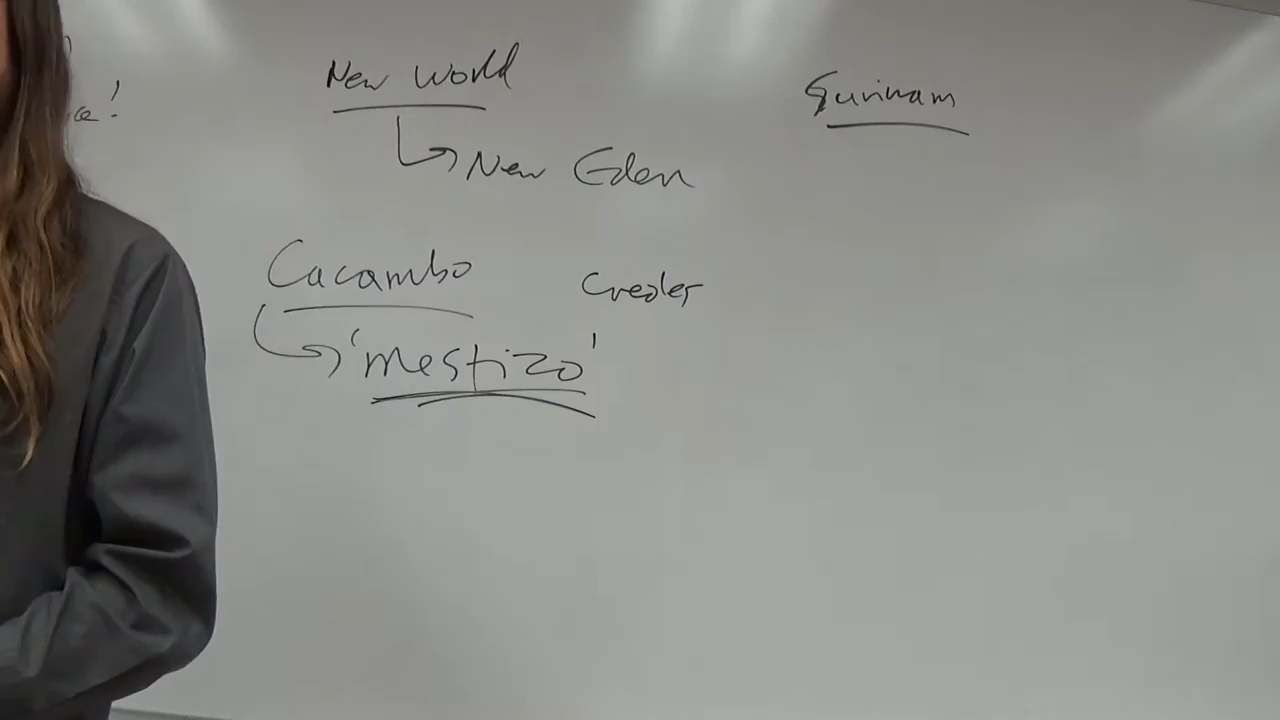 New World
New Eden
Surinam
Cacambo
Creoles
'mestizo'